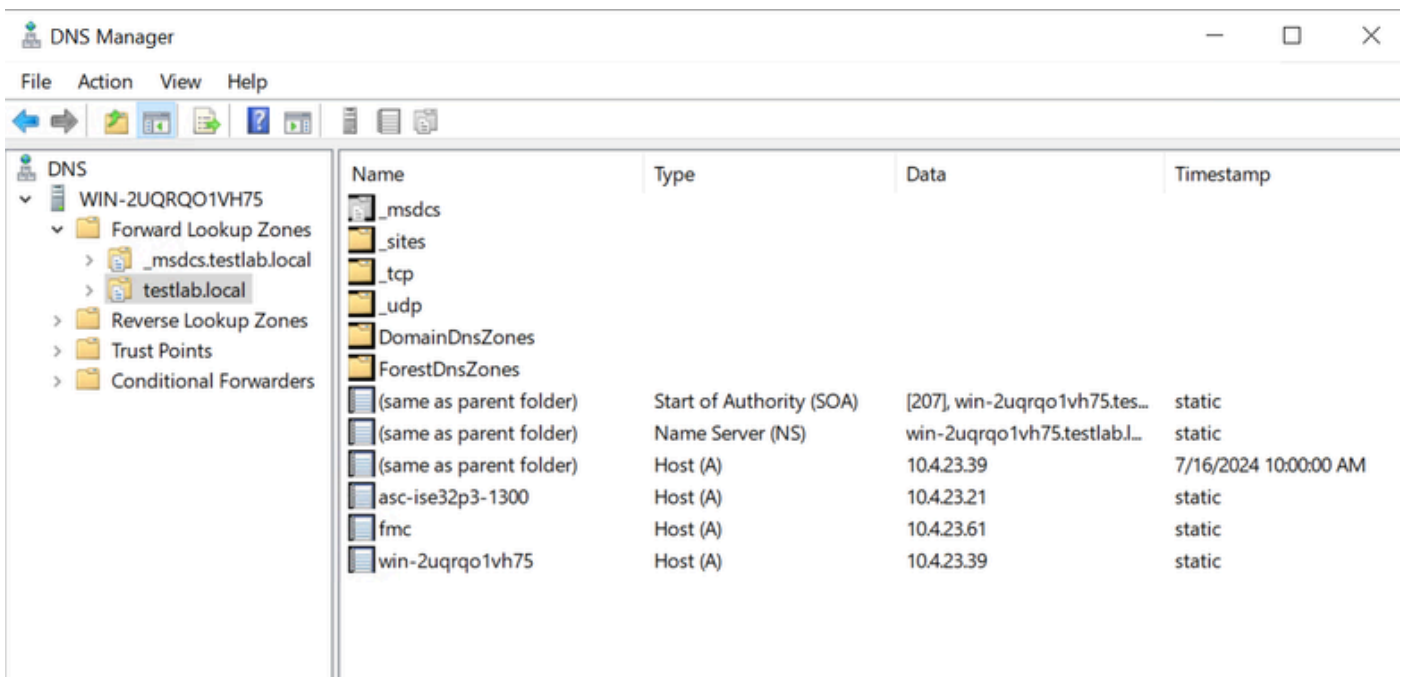 DNS Manager
File Action View Help
DNS
WIN-2UQRQO1VH75
Forward Lookup Zones
_msdcs.testlab.local
testlab.local
Reverse Lookup Zones
Trust Points
Conditional Forwarders
Name Type Data Timestamp
_msdcs
_sites
_tcp
_udp
DomainDnsZones
ForestDnsZones
(same as parent folder) Start of Authority (SOA) [207], win-2uqrqo1vh75.tes... static
(same as parent folder) Name Server (NS) win-2uqrqo1vh75.testlab.l... static
(same as parent folder) Host (A) 10.4.23.39 7/16/2024 10:00:00 AM
asc-ise32p3-1300 Host (A) 10.4.23.21 static
fmc Host (A) 10.4.23.61 static
win-2uqrqo1vh75 Host (A) 10.4.23.39 static